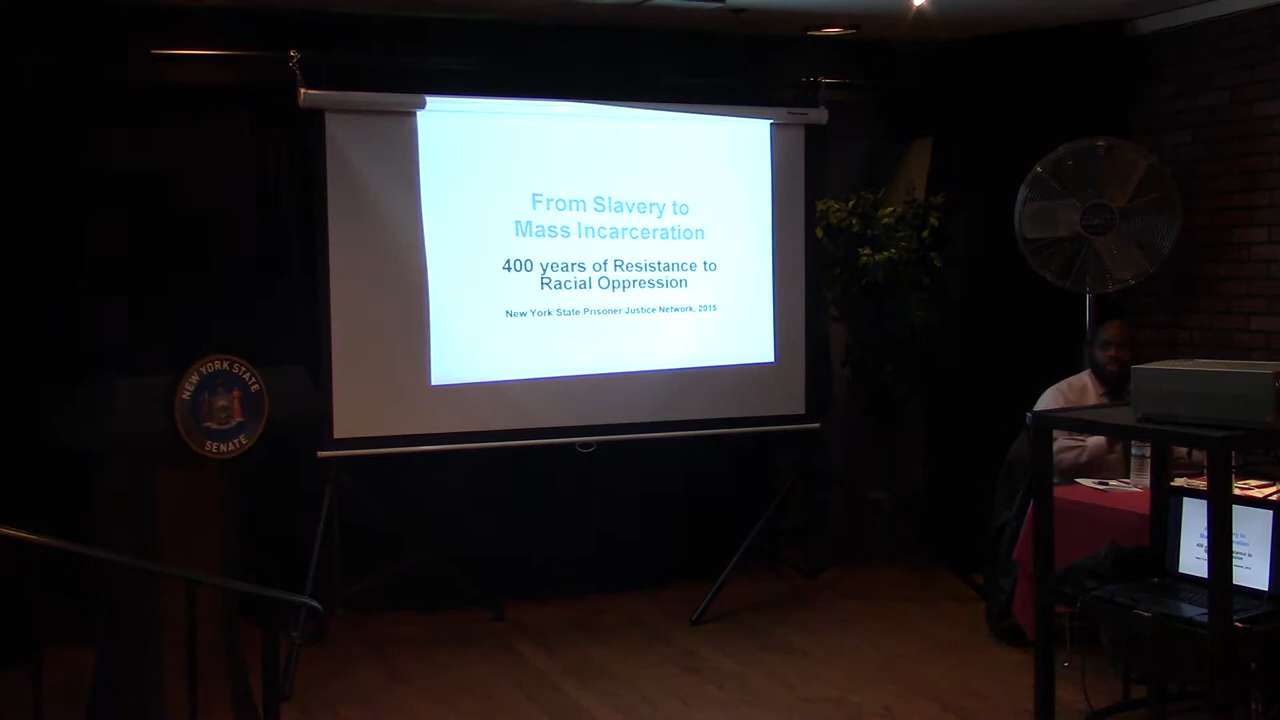 From Slavery to
Mass Incarceration
400 years of Resistance to
Racial Oppression
New York State Prisoner Justice Network, 2015
NEW YORK STATE
SENATE